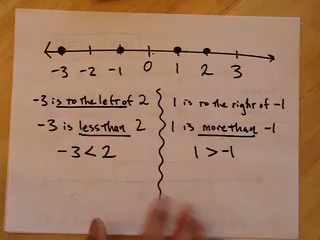 -3 -2 -1 0 1 2 3
-3 is to the left of 2
-3 is less than 2
-3 < 2
1 is to the right of -1
1 is more than -1
1 > -1